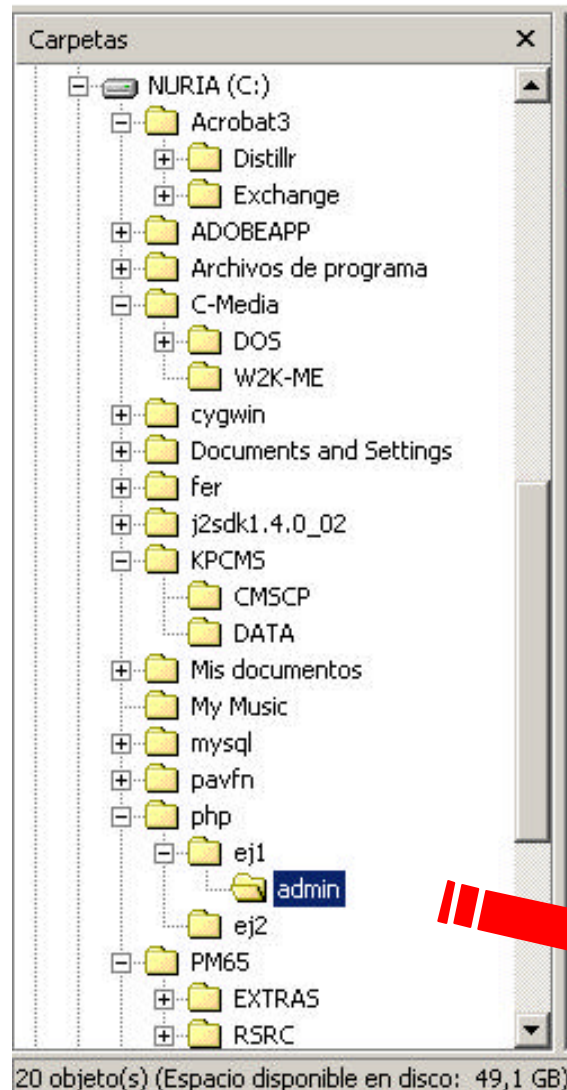 Carpetas
NURIA (C:)
Acrobat3
Distillr
Exchange
ADOBEAPP
Archivos de programa
C-Media
DOS
W2K-ME
cygwin
Documents and Settings
fer
j2sdk1.4.0_02
KPCMS
CMSCP
DATA
Mis documentos
My Music
mysql
pavfn
php
ej1
admin
ej2
PM65
EXTRAS
RSRC
20 objeto(s) (Espacio disponible en disco: 49,1 GB)